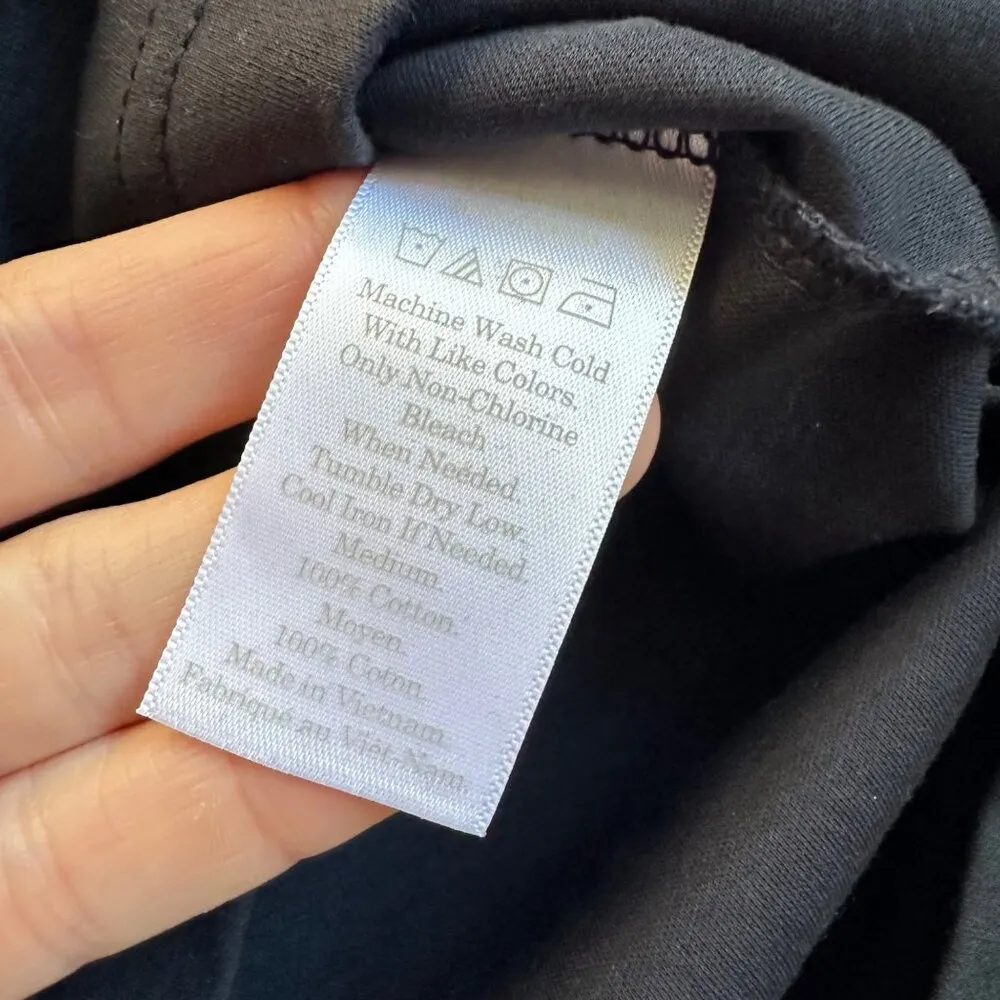 Machine Wash Cold
With Like Colors.
Only Non-Chlorine
Bleach
When Needed.
Tumble Dry Low.
Cool Iron If Needed.
Medium.
100% Cotton.
Moyen.
100% Coton.
Made in Vietnam.
Fabriqué au Viêt-Nam.